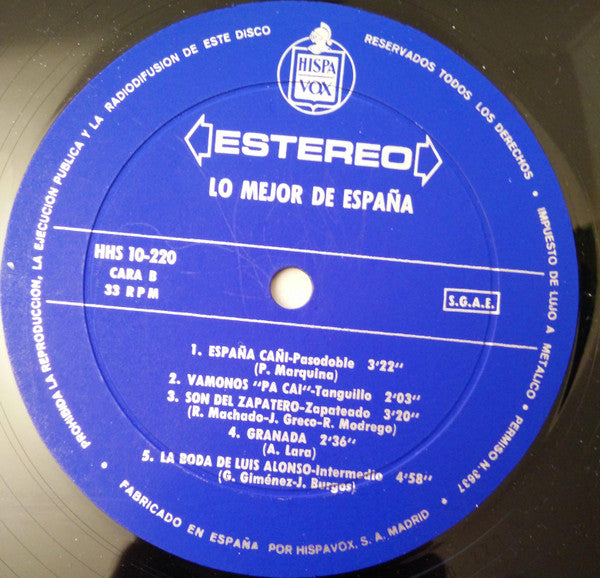 HISPA
VOX
ESTEREO
LO MEJOR DE ESPAÑA
HHS 10-220
CARA B
33 RPM
S.G.A.E.
1. ESPAÑA CAÑI-Pasodoble 3'22"
(P. Marquina)
2. VAMONOS "PA CAI"-Tanguillo 2'03"
3. SON DEL ZAPATERO-Zapateado 3'20"
(R. Machado-J. Greco-R. Modrego)
4. GRANADA 2'36"
(A. Lara)
5. LA BODA DE LUIS ALONSO-Intermedio 4'58"
(G. Giménez-J. Burgos)
PROHIBIDA LA REPRODUCCION, LA EJECUCION PUBLICA Y LA RADIODIFUSION DE ESTE DISCO
RESERVADOS TODOS LOS DERECHOS • IMPUESTO DE LUJO A METALICO • PERMISO N. 3637
FABRICADO EN ESPAÑA POR HISPAVOX. S. A. MADRID